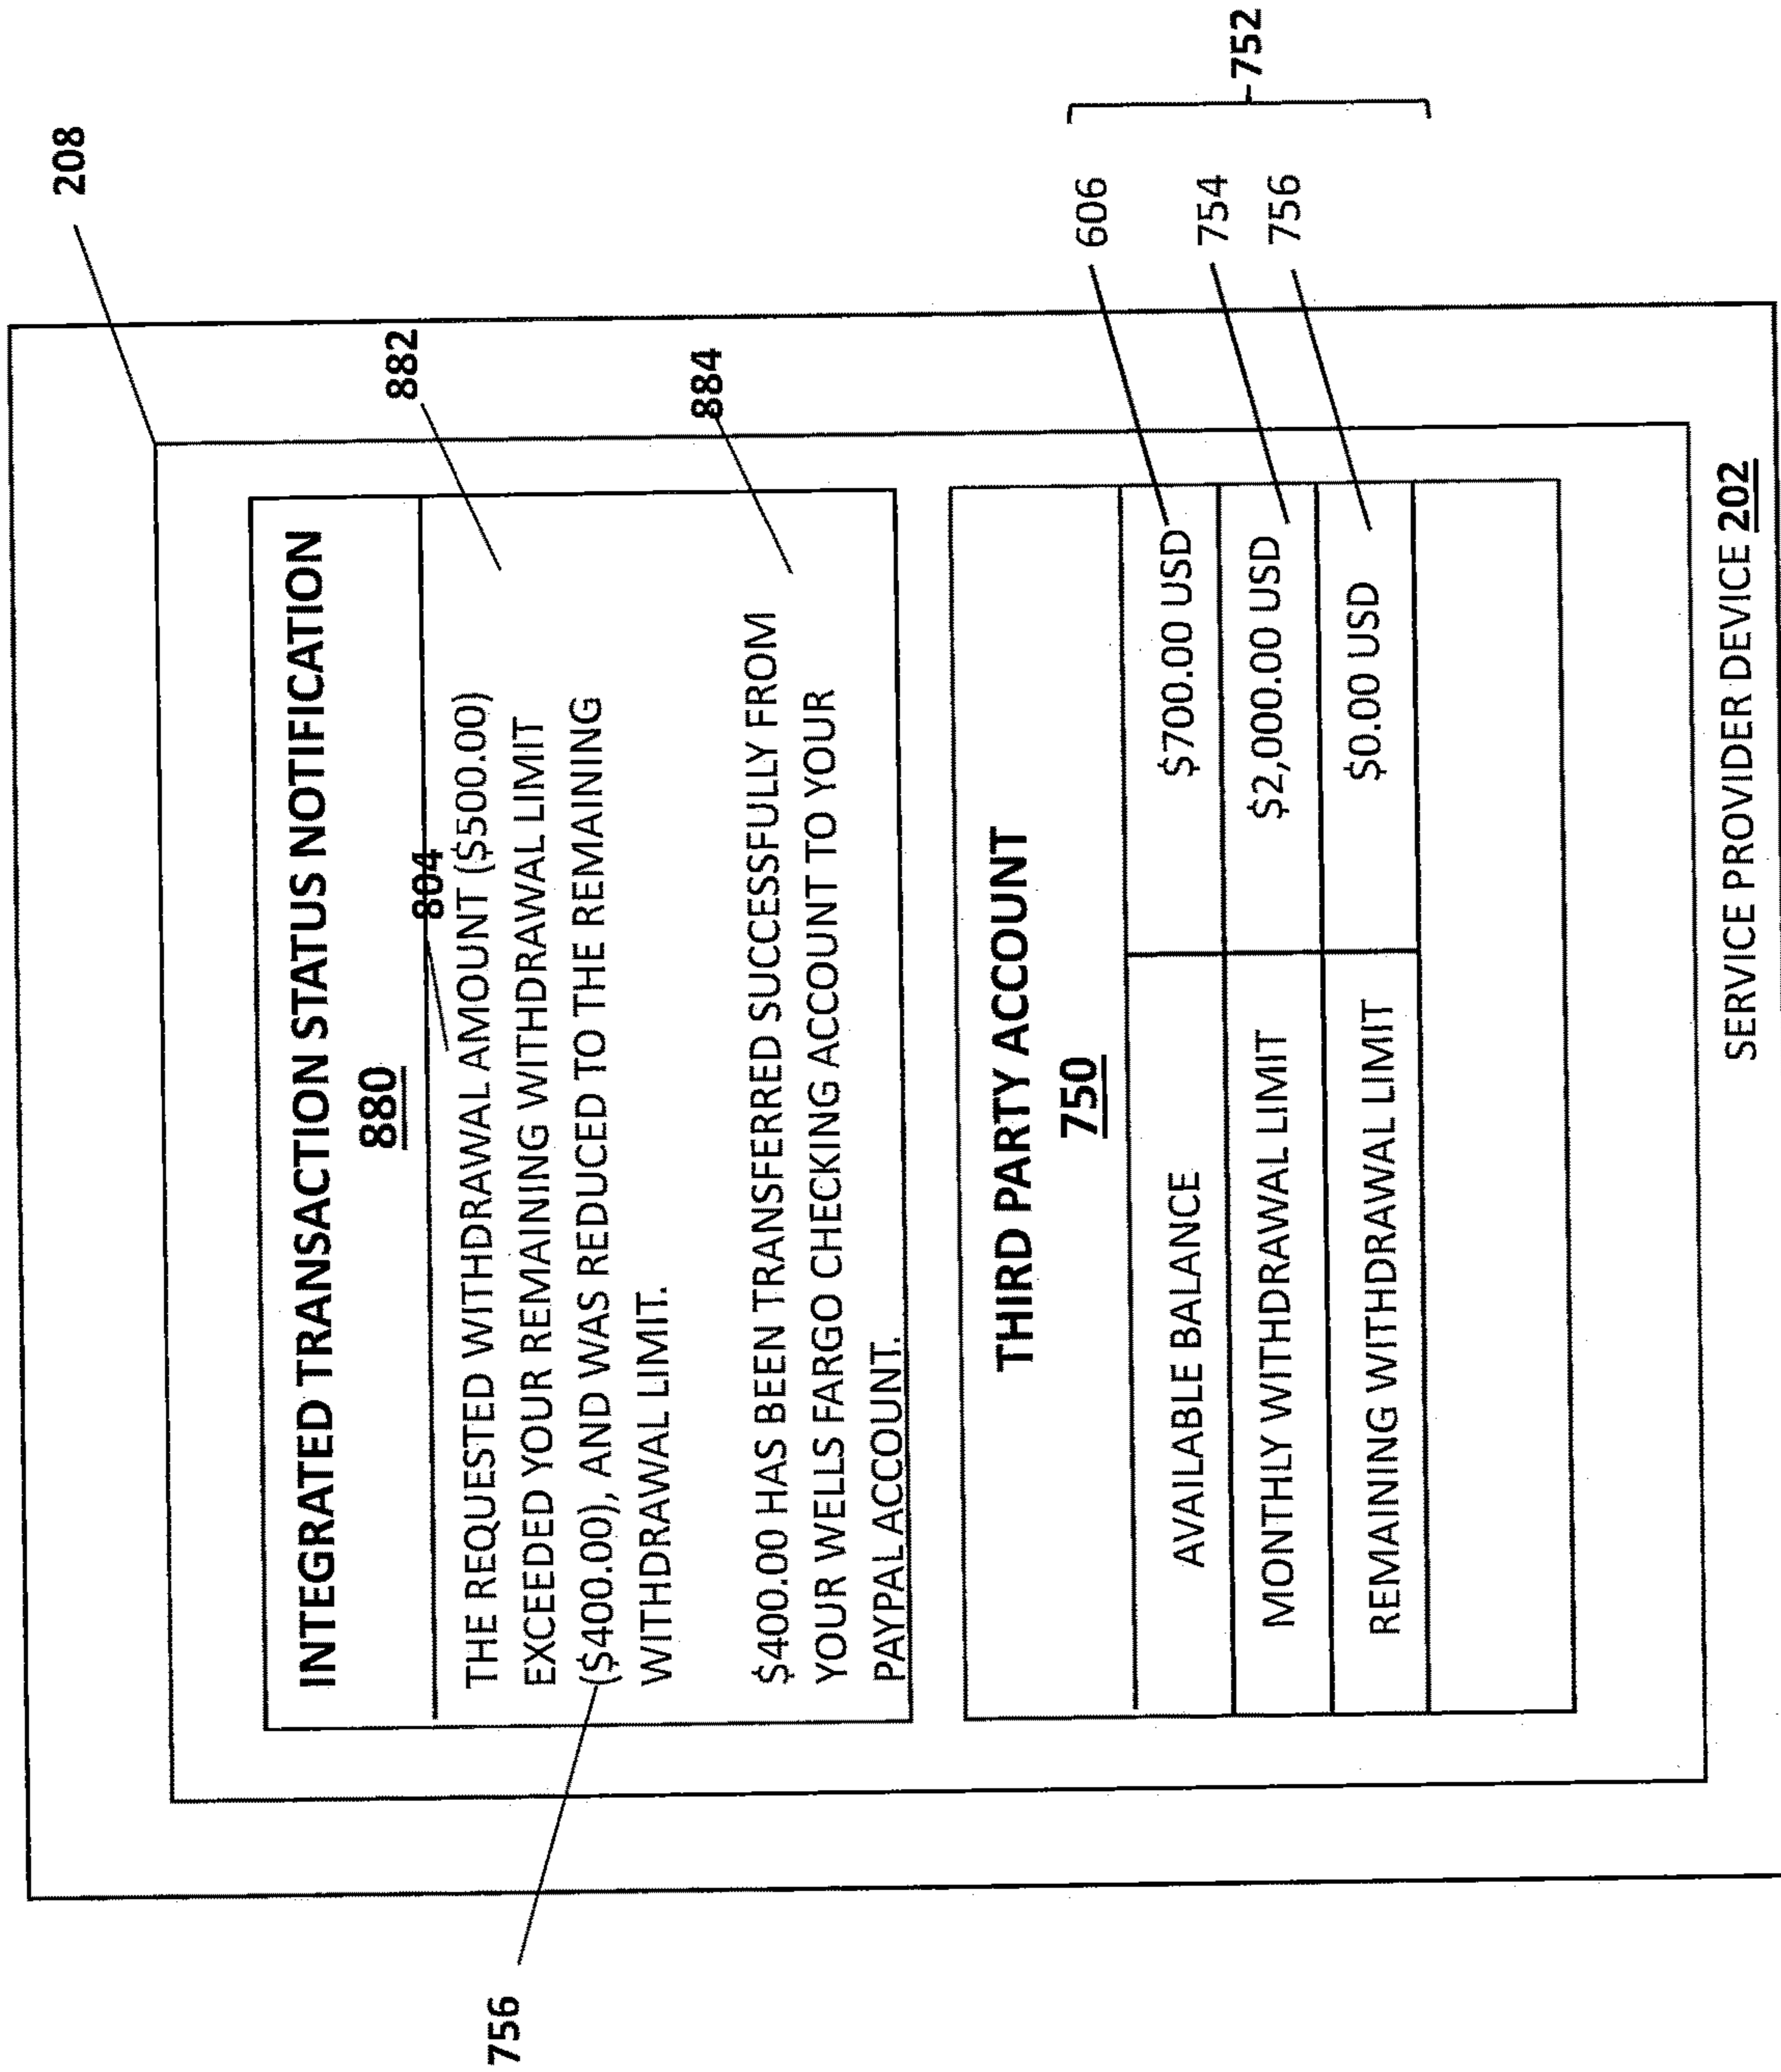 208
INTEGRATED TRANSACTION STATUS NOTIFICATION
880
882
804
THE REQUESTED WITHDRAWAL AMOUNT ($500.00)
EXCEEDED YOUR REMAINING WITHDRAWAL LIMIT
($400.00), AND WAS REDUCED TO THE REMAINING
WITHDRAWAL LIMIT.
756
884
$400.00 HAS BEEN TRANSFERRED SUCCESSFULLY FROM
YOUR WELLS FARGO CHECKING ACCOUNT TO YOUR
PAYPAL ACCOUNT.
THIRD PARTY ACCOUNT
750
AVAILABLE BALANCE $700.00 USD 606
MONTHLY WITHDRAWAL LIMIT $2,000.00 USD 754
REMAINING WITHDRAWAL LIMIT $0.00 USD 756
752
SERVICE PROVIDER DEVICE 202